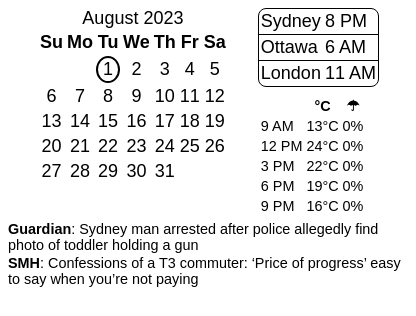 August 2023
Su Mo Tu We Th Fr Sa
1 2 3 4 5
6 7 8 9 10 11 12
13 14 15 16 17 18 19
20 21 22 23 24 25 26
27 28 29 30 31
Sydney 8 PM
Ottawa 6 AM
London 11 AM
°C ☂
9 AM 13°C 0%
12 PM 24°C 0%
3 PM 22°C 0%
6 PM 19°C 0%
9 PM 16°C 0%
Guardian: Sydney man arrested after police allegedly find
photo of toddler holding a gun
SMH: Confessions of a T3 commuter: ‘Price of progress’ easy
to say when you’re not paying